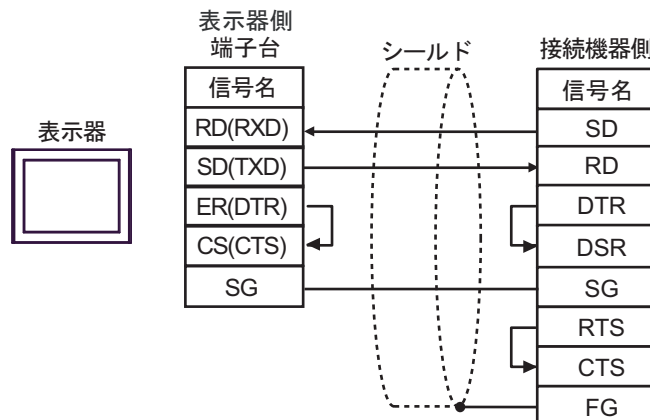 表示器
表示器側
端子台
信号名
RD(RXD)
SD(TXD)
ER(DTR)
CS(CTS)
SG
シールド
接続機器側
信号名
SD
RD
DTR
DSR
SG
RTS
CTS
FG